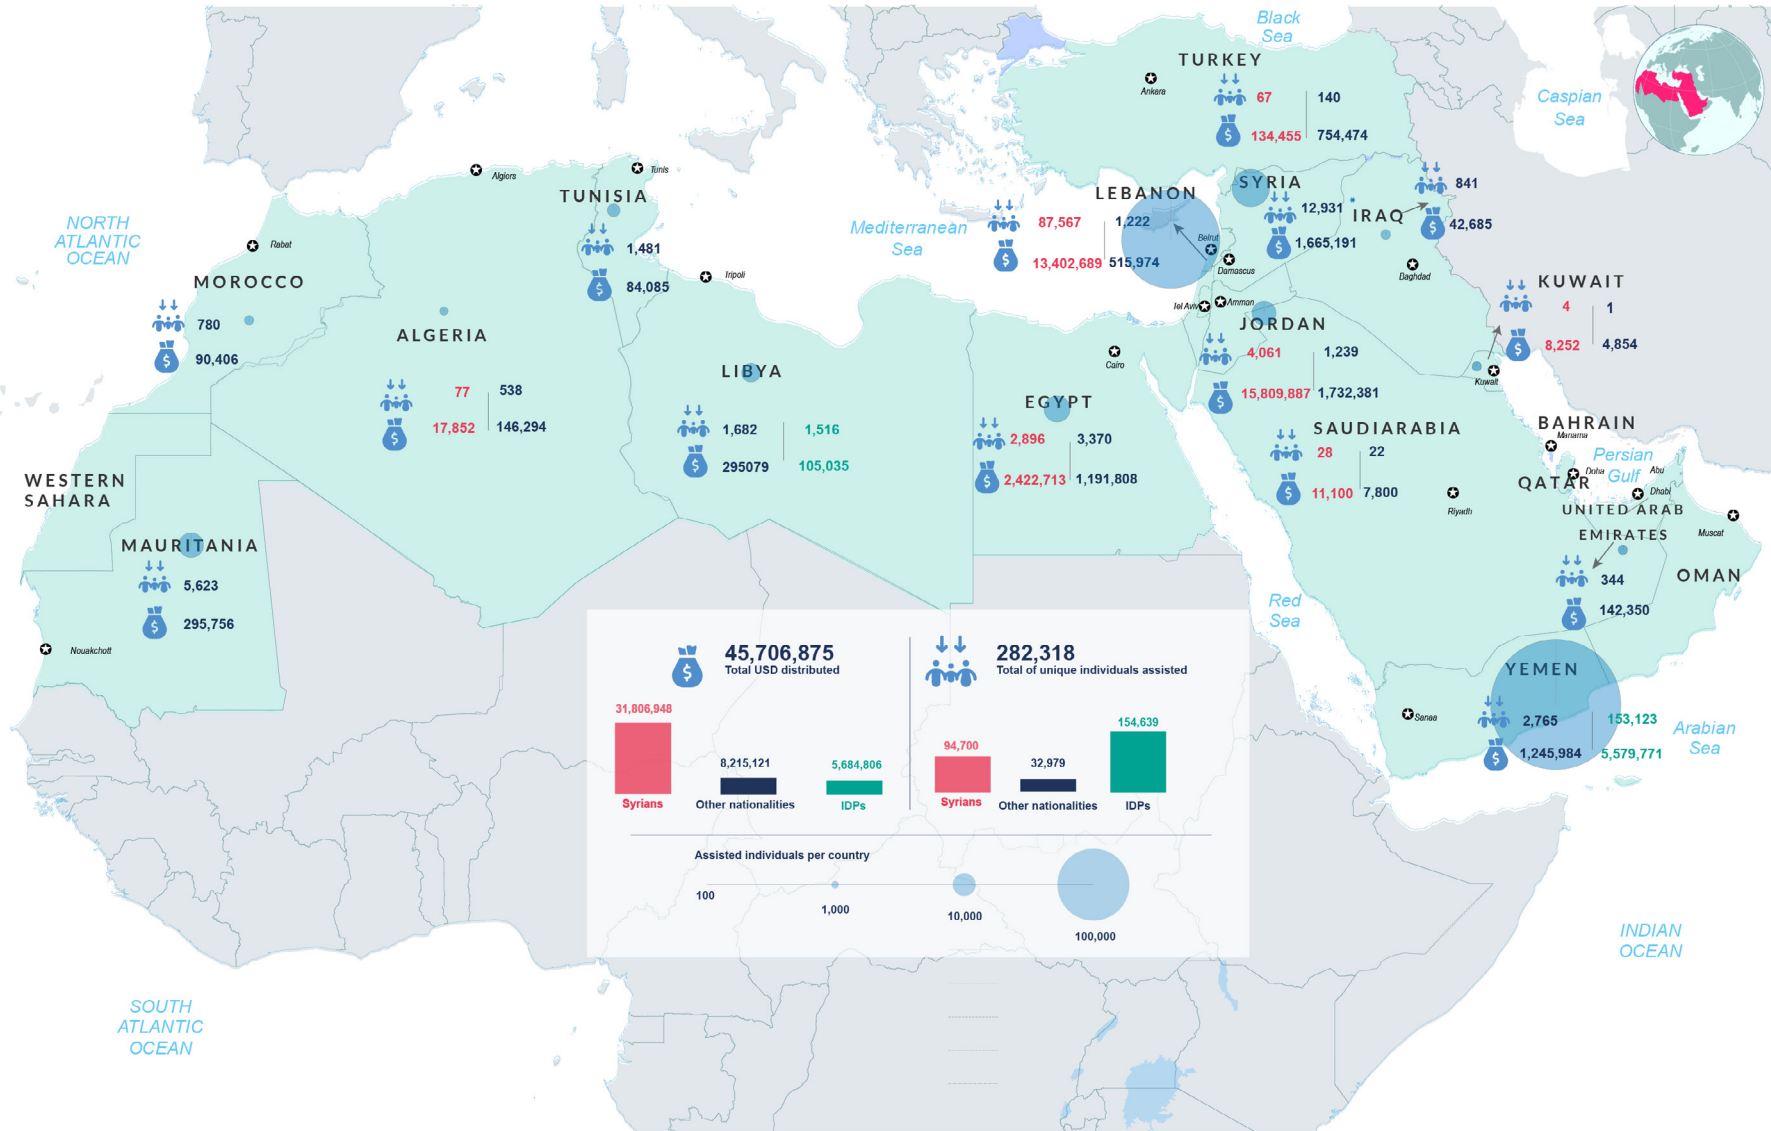 Black
Sea
TURKEY
Ankara
67
140
134,455
754,474
Caspian
Sea
Algiors
Tunis
TUNISIA
1,481
84,085
NORTH
ATLANTIC
OCEAN
Rabat
MOROCCO
780
90,406
ALGERIA
77
538
17,852
146,294
Iripoli
LIBYA
1,682
1,516
295079
105,035
Mediterranean
Sea
LEBANON
87,567
1,222
13,402,689
515,974
Beirut
SYRIA
12,931
1,665,191
Damascus
IRAQ
841
42,685
Baghdad
Iel Aviv
Amman
JORDAN
4,061
1,239
15,809,887
1,732,381
KUWAIT
4
1
8,252
4,854
Kuwait
Cairo
EGYPT
2,896
3,370
2,422,713
1,191,808
SAUDIARABIA
28
22
11,100
7,800
Riyadh
BAHRAIN
Manama
Persian
Gulf
Doha
QATAR
Abu
Dhabi
UNITED ARAB
EMIRATES
344
142,350
Muscat
OMAN
WESTERN
SAHARA
MAURITANIA
5,623
295,756
Nouakchott
Red
Sea
YEMEN
2,765
153,123
1,245,984
5,579,771
Sanaa
Arabian
Sea
45,706,875
Total USD distributed
31,806,948
8,215,121
5,684,806
Syrians
Other nationalities
IDPs
282,318
Total of unique individuals assisted
94,700
32,979
154,639
Syrians
Other nationalities
IDPs
Assisted individuals per country
100
1,000
10,000
100,000
INDIAN
OCEAN
SOUTH
ATLANTIC
OCEAN